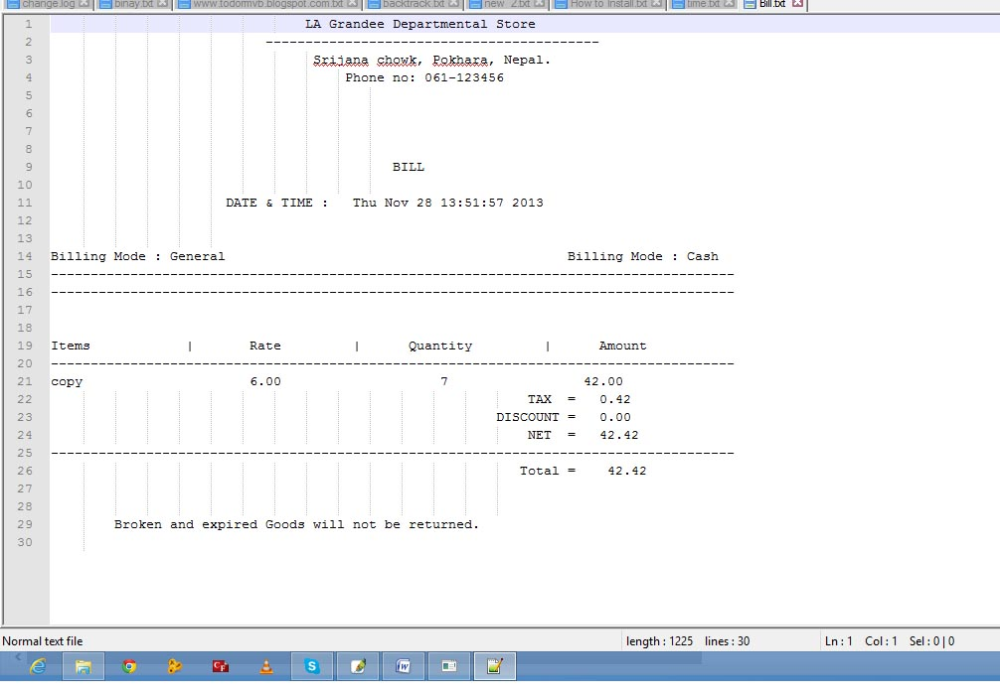 change.log binay.txt www.todormvb.blogspot.com.txt backtrack.txt new 2.txt How to Install.txt time.txt Bill.txt
1 LA Grandee Departmental Store
2 ------------------------------------------
3 Srijana chowk, Pokhara, Nepal.
4 Phone no: 061-123456
5
6
7
8
9 BILL
10
11 DATE & TIME : Thu Nov 28 13:51:57 2013
12
13
14 Billing Mode : General Billing Mode : Cash
15 --------------------------------------------------------------------------------------
16 --------------------------------------------------------------------------------------
17
18
19 Items | Rate | Quantity | Amount
20 --------------------------------------------------------------------------------------
21 copy 6.00 7 42.00
22 TAX = 0.42
23 DISCOUNT = 0.00
24 NET = 42.42
25 --------------------------------------------------------------------------------------
26 Total = 42.42
27
28
29 Broken and expired Goods will not be returned.
30
Normal text file length : 1225 lines : 30 Ln : 1 Col : 1 Sel : 0 | 0